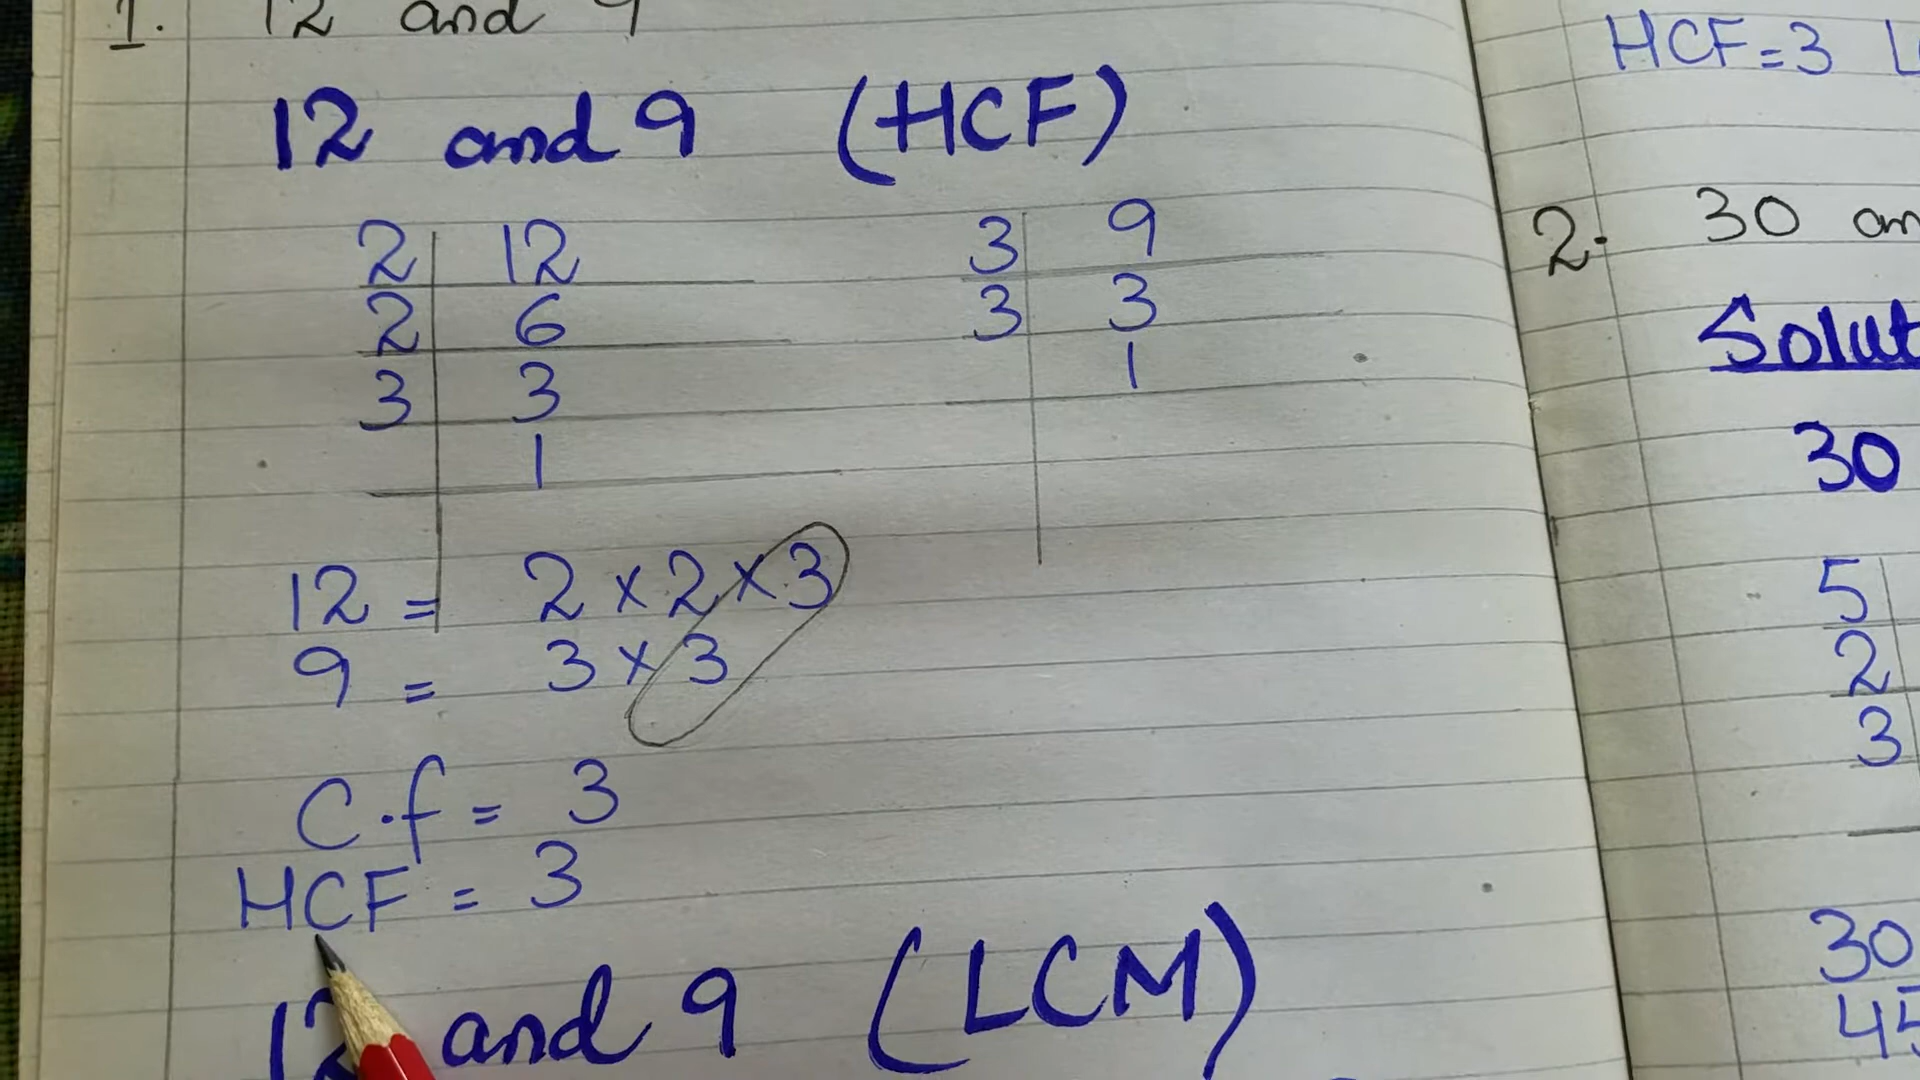 1. 12 and 9
12 and 9 (HCF)
2 12
2 6
3 3
1
3 9
3 3
1
12 = 2 × 2 × 3
9 = 3 × 3
C.f = 3
HCF = 3
12 and 9 (LCM)
HCF = 3
2. 30
30
5
2
3
30
45